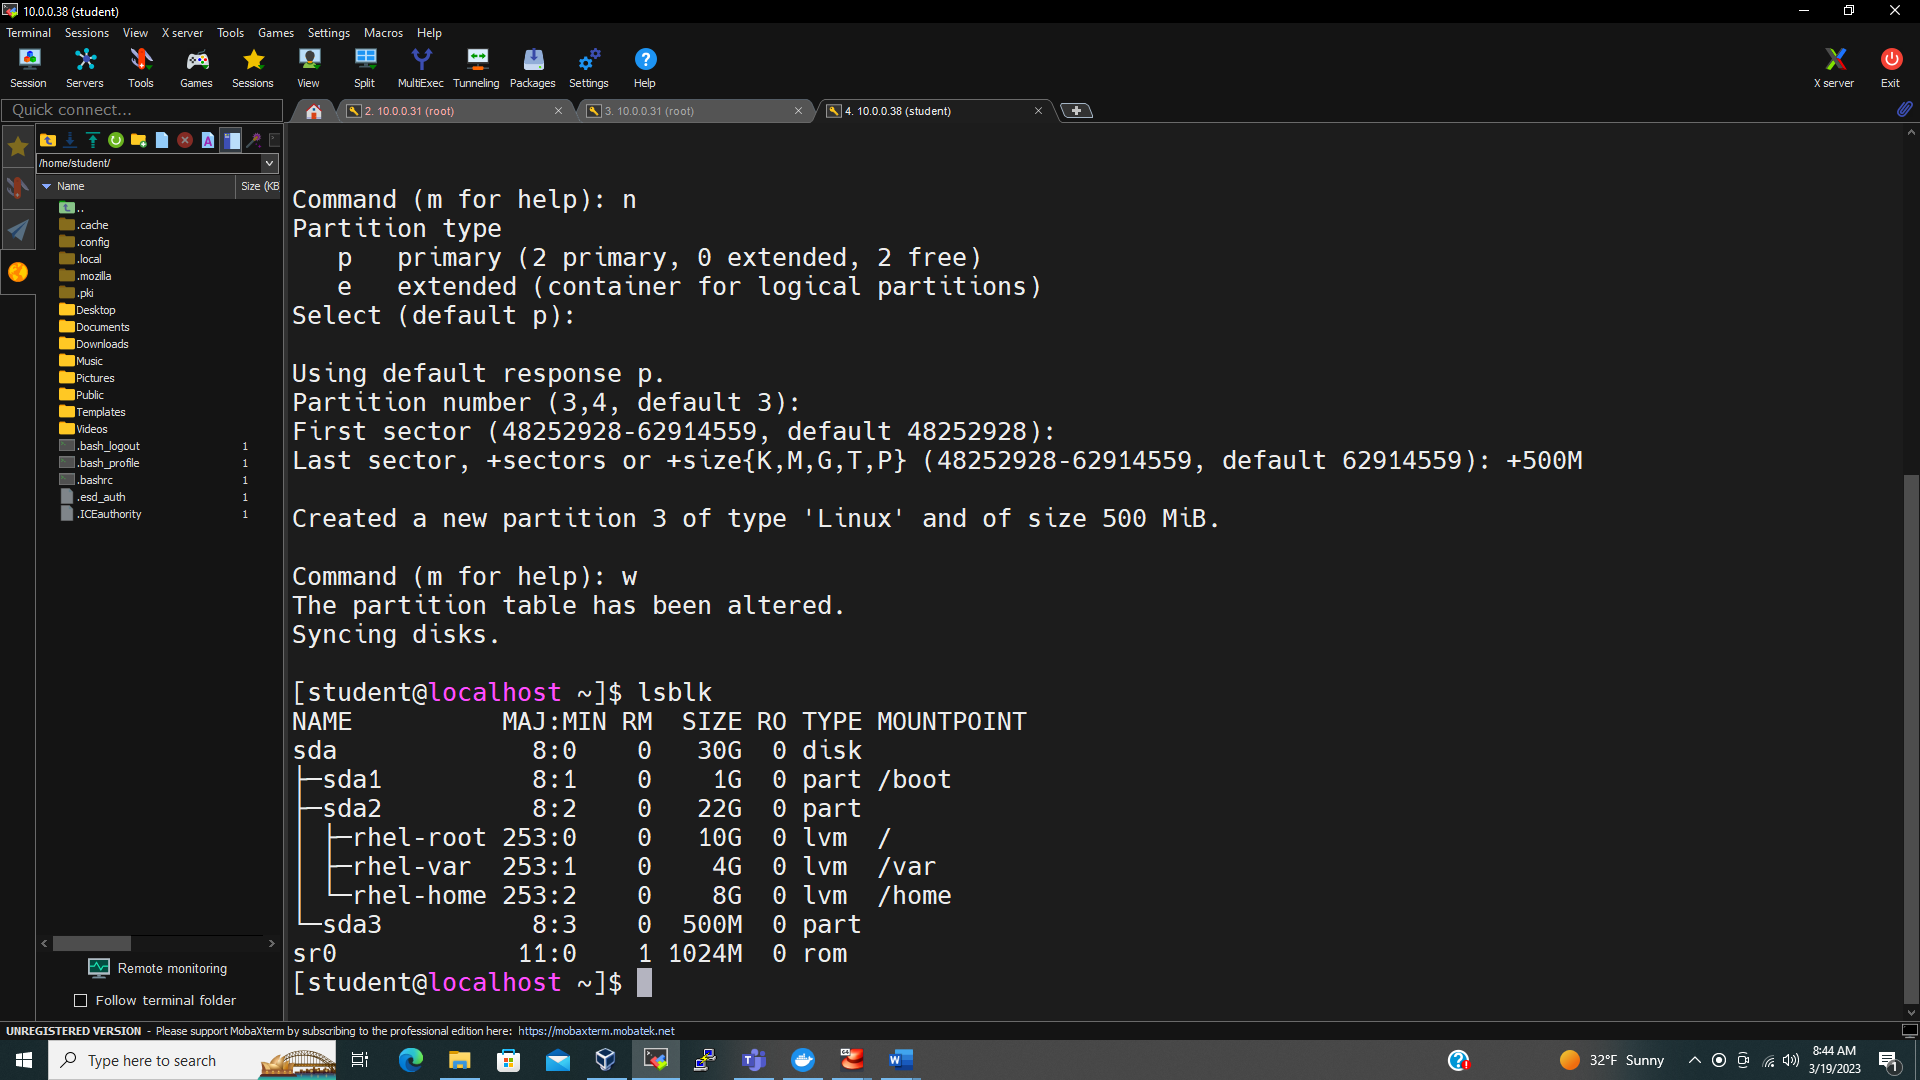 10.0.0.38 (student)
Terminal Sessions View X server Tools Games Settings Macros Help
Session Servers Tools Games Sessions View Split MultiExec Tunneling Packages Settings Help X server Exit
Quick connect...
2. 10.0.0.31 (root)
3. 10.0.0.31 (root)
4. 10.0.0.38 (student)
/home/student/
Name Size (KB
..
.cache
.config
.local
.mozilla
.pki
Desktop
Documents
Downloads
Music
Pictures
Public
Templates
Videos
.bash_logout 1
.bash_profile 1
.bashrc 1
.esd_auth 1
.ICEauthority 1
Remote monitoring
Follow terminal folder
Command (m for help): n
Partition type
   p   primary (2 primary, 0 extended, 2 free)
   e   extended (container for logical partitions)
Select (default p):
Using default response p.
Partition number (3,4, default 3):
First sector (48252928-62914559, default 48252928):
Last sector, +sectors or +size{K,M,G,T,P} (48252928-62914559, default 62914559): +500M
Created a new partition 3 of type 'Linux' and of size 500 MiB.
Command (m for help): w
The partition table has been altered.
Syncing disks.
[student@localhost ~]$ lsblk
NAME          MAJ:MIN RM  SIZE RO TYPE MOUNTPOINT
sda             8:0    0   30G  0 disk
├─sda1          8:1    0    1G  0 part /boot
├─sda2          8:2    0   22G  0 part
│ ├─rhel-root 253:0    0   10G  0 lvm  /
│ ├─rhel-var  253:1    0    4G  0 lvm  /var
│ └─rhel-home 253:2    0    8G  0 lvm  /home
└─sda3          8:3    0  500M  0 part
sr0            11:0    1 1024M  0 rom
[student@localhost ~]$
UNREGISTERED VERSION - Please support MobaXterm by subscribing to the professional edition here: https://mobaxterm.mobatek.net
Type here to search
32°F Sunny
8:44 AM
3/19/2023
1